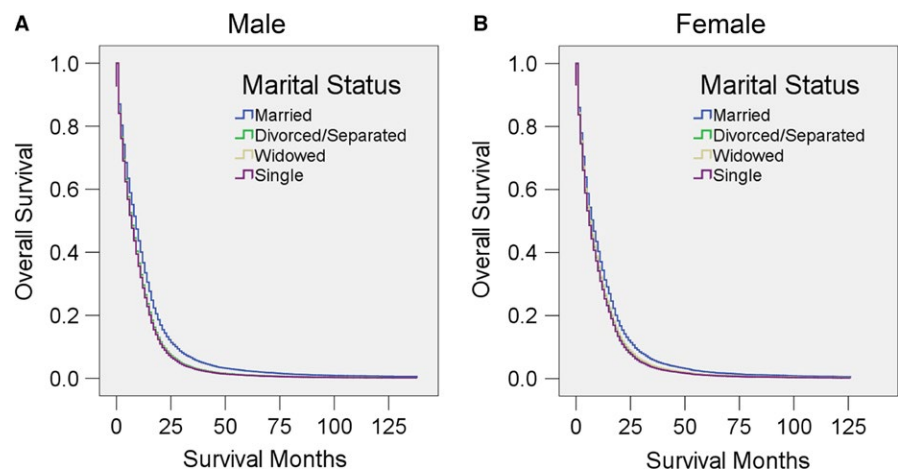 A Male
Marital Status
Married
Divorced/Separated
Widowed
Single
Overall Survival
1.0
0.8
0.6
0.4
0.2
0.0
0 25 50 75 100 125
Survival Months
B Female
Marital Status
Married
Divorced/Separated
Widowed
Single
Overall Survival
1.0
0.8
0.6
0.4
0.2
0.0
0 25 50 75 100 125
Survival Months